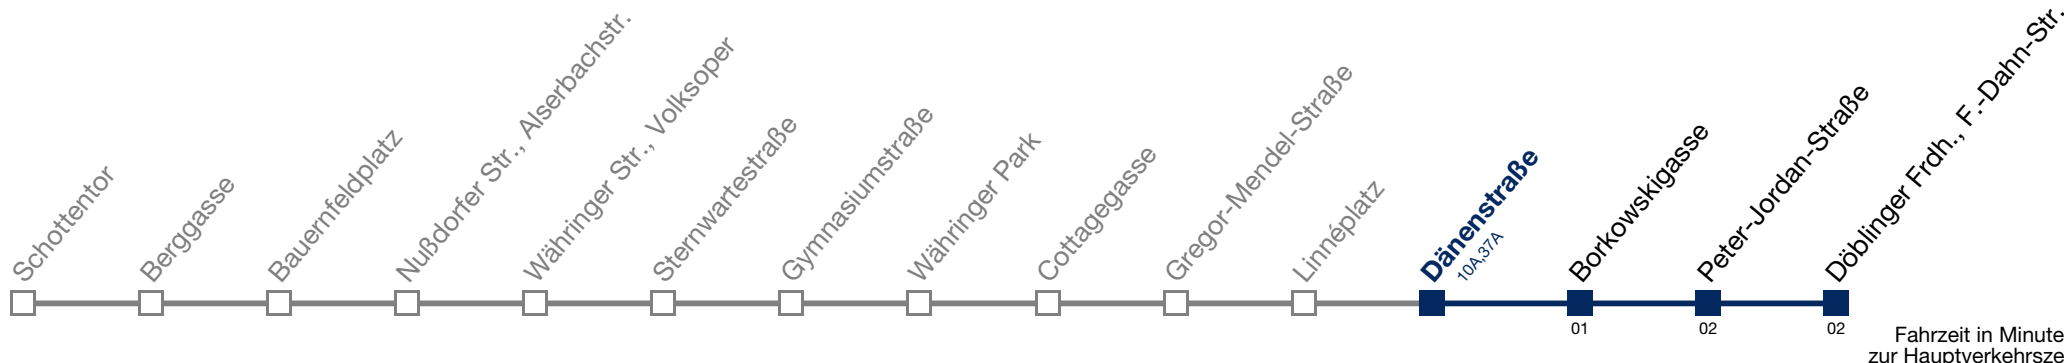 Schottentor
Berggasse
Bauernfeldplatz
Nußdorfer Str., Alserbachstr.
Währinger Str., Volksoper
Sternwartestraße
Gymnasiumstraße
Währinger Park
Cottagegasse
Gregor-Mendel-Straße
Linnéplatz
Dänenstraße
10A,37A
Borkowskigasse
Peter-Jordan-Straße
Döblinger Frdh., F.-Dahn-Str.
01
02
02
Fahrzeit in Minute
zur Hauptverkehrsze